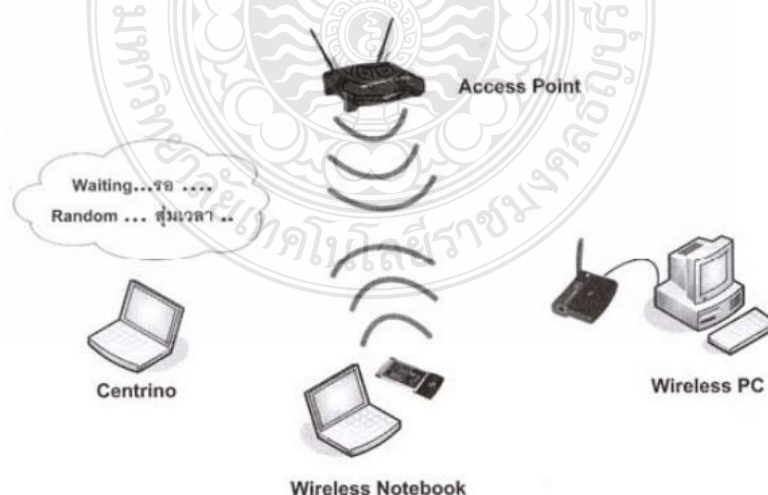 Access Point
Waiting...รอ ....
Random ... สุ่มเวลา ..
Centrino
Wireless PC
Wireless Notebook